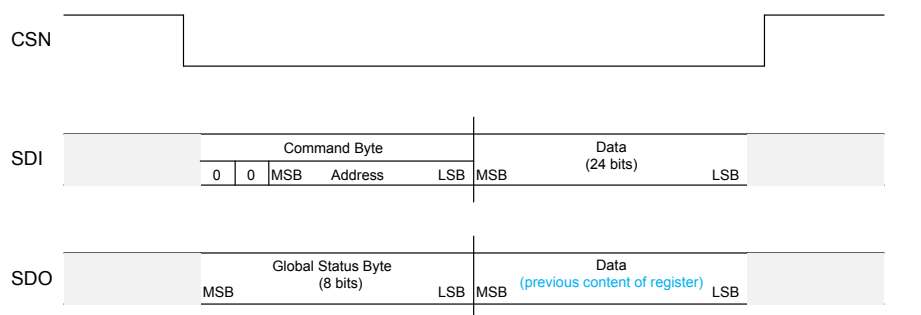 CSN
SDI
Command Byte
0 0 MSB Address LSB
Data
(24 bits)
MSB LSB
SDO
Global Status Byte
(8 bits)
MSB LSB
Data
(previous content of register)
MSB LSB